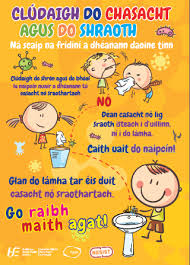 CLÚDAIGH DO CHASACHT
AGUS DO SHRAOTH
Ná scaip na frídíní a dhéanann daoine tinn
Clúdaigh do shrón agus do bhéal
le naipcín nuair a dhéanann tú
casacht nó sraothartach.
NÓ
Déan casacht nó lig
sraoth isteach i d'uillinn,
ní i do lámha.
Caith uait do naipcín!
Glan do lámha tar éis duit
casacht nó sraothartach.
Go raibh
maith agat!